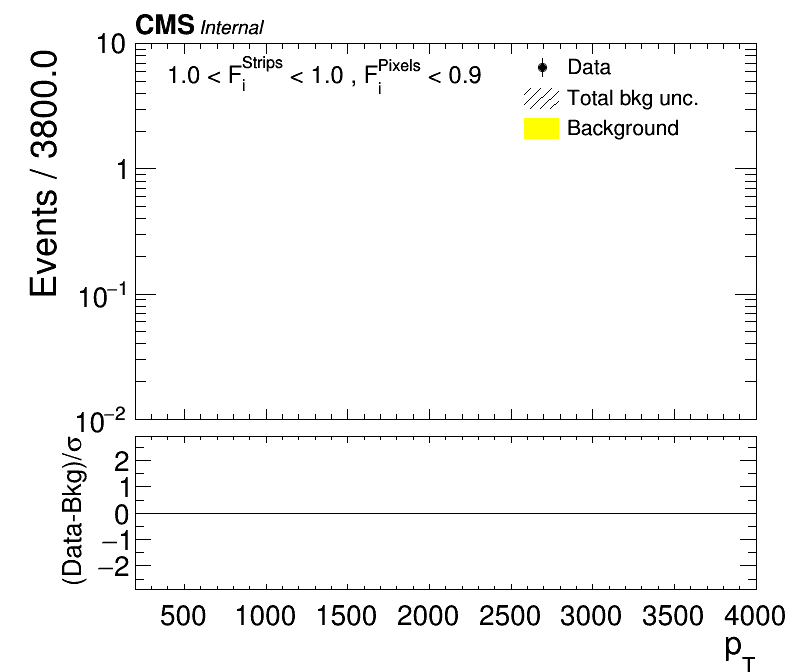 CMS Internal
10
1.0 < F_i^Strips < 1.0 , F_i^Pixels < 0.9
Data
Total bkg unc.
Background
Events / 3800.0
1
10^−1
10^−2
(Data-Bkg)/σ
2
1
0
−1
−2
500 1000 1500 2000 2500 3000 3500 4000
p_T